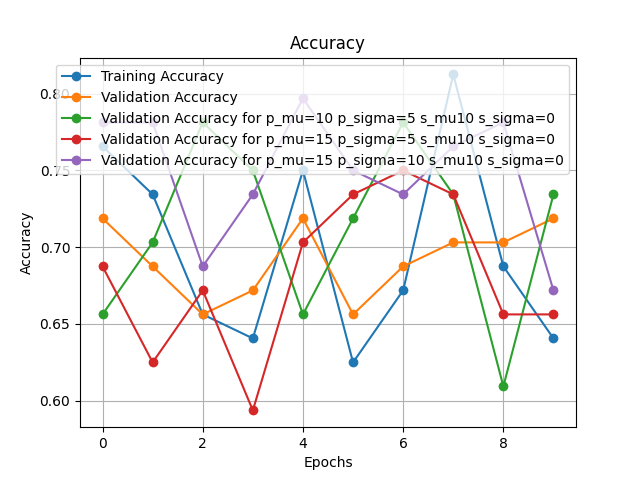 Accuracy
Training Accuracy
Validation Accuracy
Validation Accuracy for p_mu=10 p_sigma=5 s_mu10 s_sigma=0
Validation Accuracy for p_mu=15 p_sigma=5 s_mu10 s_sigma=0
Validation Accuracy for p_mu=15 p_sigma=10 s_mu10 s_sigma=0
0.80
0.75
0.70
0.65
0.60
Accuracy
0 2 4 6 8
Epochs